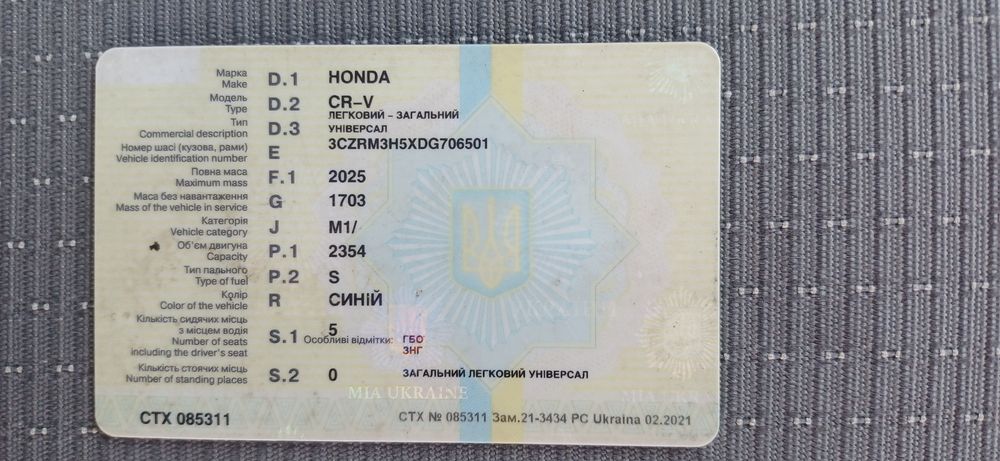 Марка D.1 HONDA
Make
Модель D.2 CR-V
Type
ЛЕГКОВИЙ - ЗАГАЛЬНИЙ
Тип D.3 УНІВЕРСАЛ
Commercial description
Номер шасі (кузова, рами) E 3CZRM3H5XDG706501
Vehicle identification number
Повна маса F.1 2025
Maximum mass
Маса без навантаження G 1703
Mass of the vehicle in service
Категорія J M1/
Vehicle category
Об'єм двигуна P.1 2354
Capacity
Тип пального P.2 S
Type of fuel
Колір R СИНІЙ
Color of the vehicle
Кількість сидячих місць
з місцем водія 5
Number of seats S.1 Особливі відмітки: ГБО
including the driver's seat ЗНГ
Кількість стоячих місць S.2 0 ЗАГАЛЬНИЙ ЛЕГКОВИЙ УНІВЕРСАЛ
Number of standing places
MIA UKRAINE
СТХ 085311 СТХ № 085311 Зам.21-3434 РС Ukraina 02.2021